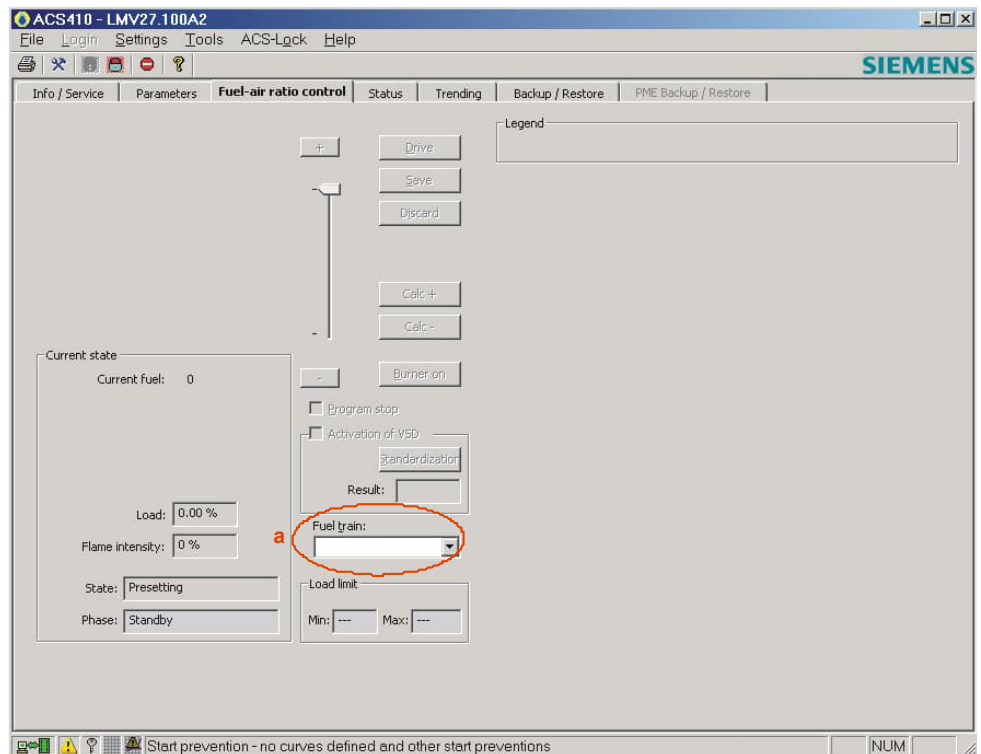 ACS410 - LMV27.100A2
File Login Settings Tools ACS-Lock Help
SIEMENS
Info / Service Parameters Fuel-air ratio control Status Trending Backup / Restore PME Backup / Restore
Legend
+ Drive
Save
Discard
Calc +
Calc -
- Burner on
Program stop
Activation of VSD
Standardization
Result:
Current state
Current fuel: 0
Load: 0.00 %
Flame intensity: 0 %
State: Presetting
Phase: Standby
a
Fuel train:
Load limit
Min: --- Max: ---
Start prevention - no curves defined and other start preventions NUM